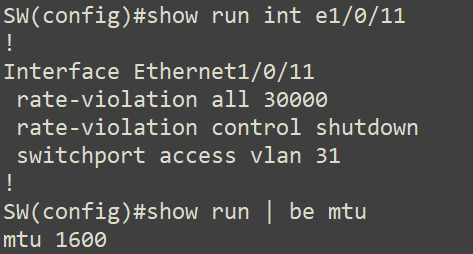 SW(config)#show run int e1/0/11
!
Interface Ethernet1/0/11
 rate-violation all 30000
 rate-violation control shutdown
 switchport access vlan 31
!
SW(config)#show run | be mtu
mtu 1600